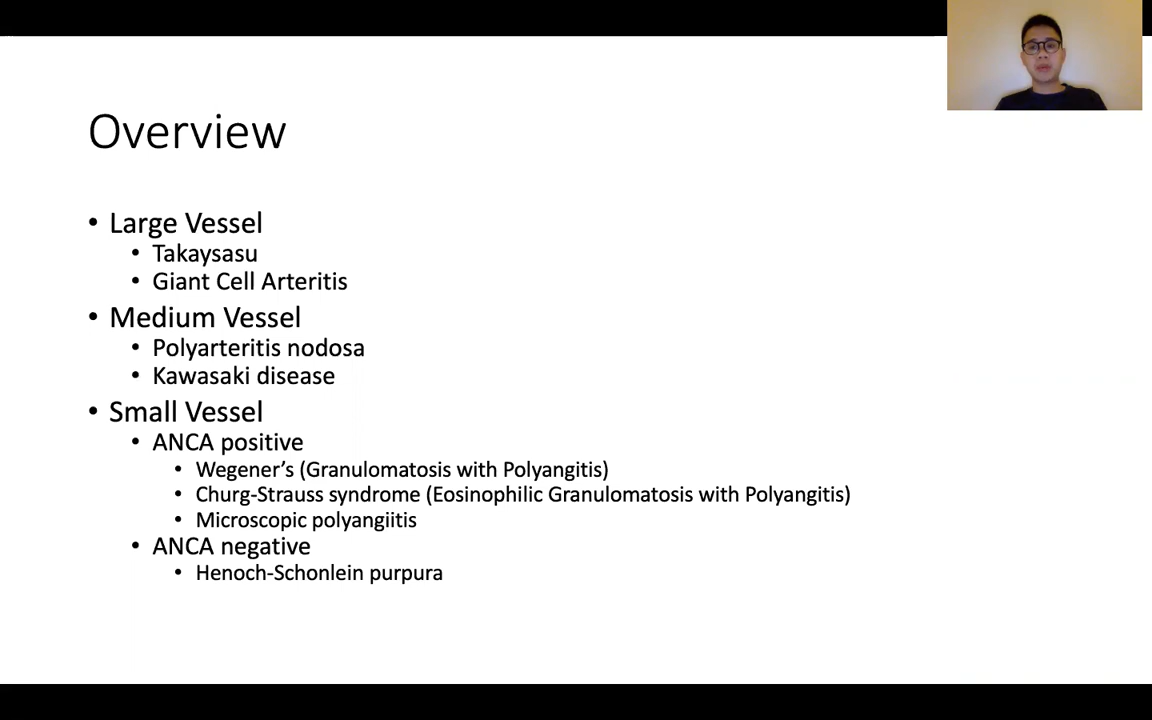 Overview
• Large Vessel
• Takaysasu
• Giant Cell Arteritis
• Medium Vessel
• Polyarteritis nodosa
• Kawasaki disease
• Small Vessel
• ANCA positive
• Wegener’s (Granulomatosis with Polyangitis)
• Churg-Strauss syndrome (Eosinophilic Granulomatosis with Polyangitis)
• Microscopic polyangiitis
• ANCA negative
• Henoch-Schonlein purpura